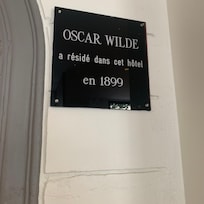 OSCAR WILDE
a résidé dans cet hôtel
en 1899